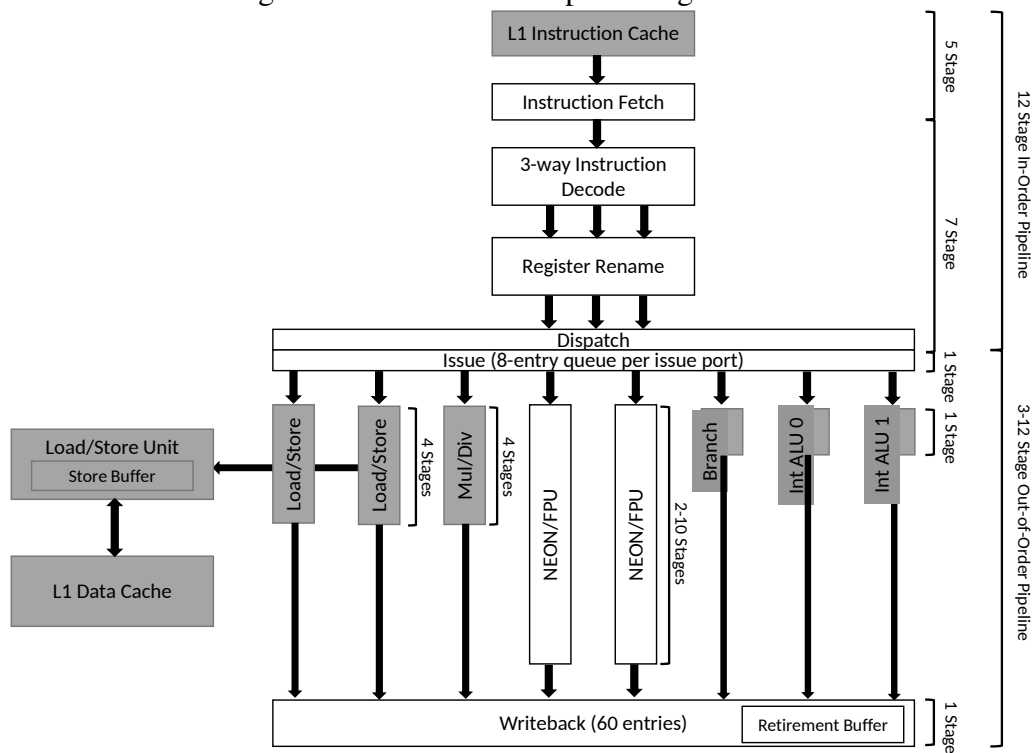 L1 Instruction Cache
Instruction Fetch
3-way Instruction
Decode
Register Rename
Dispatch
Issue (8-entry queue per issue port)
Load/Store
Load/Store
4 Stages
Mul/Div
4 Stages
NEON/FPU
NEON/FPU
2-10 Stages
Branch
Int ALU 0
Int ALU 1
Load/Store Unit
Store Buffer
L1 Data Cache
Writeback (60 entries)
Retirement Buffer
5 Stage
7 Stage
1 Stage
1 Stage
1 Stage
12 Stage In-Order Pipeline
3-12 Stage Out-of-Order Pipeline